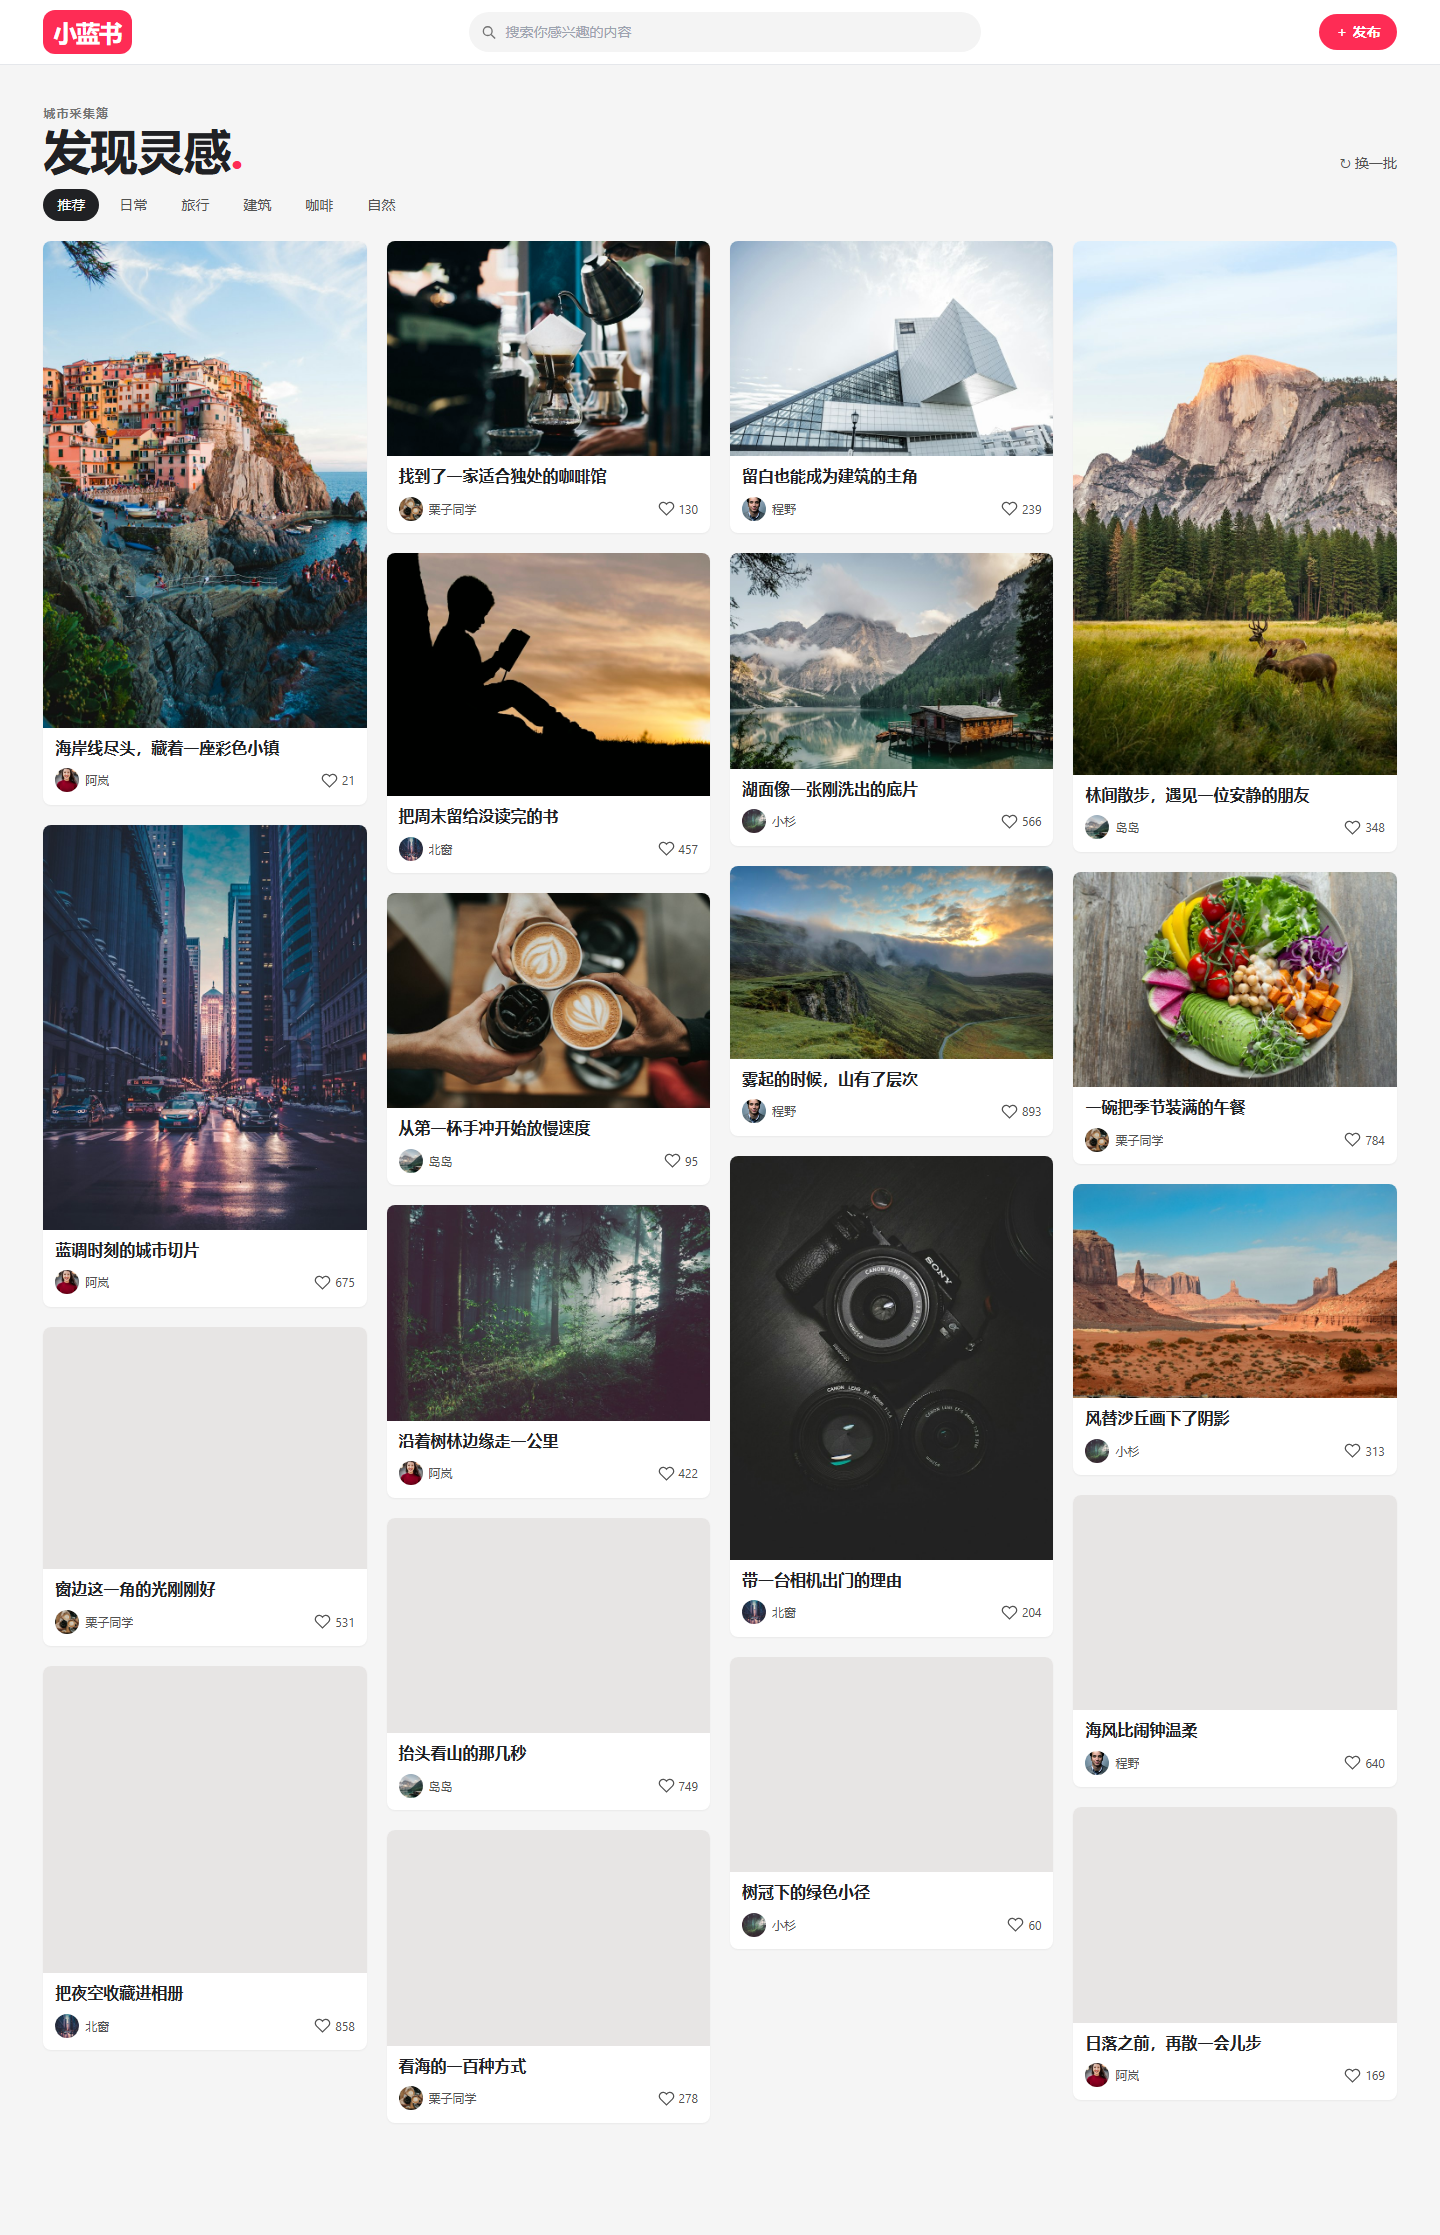 小蓝书
搜索你感兴趣的内容
+ 发布
城市采集簿
发现灵感.
↻ 换一批
推荐 日常 旅行 建筑 咖啡 自然
海岸线尽头，藏着一座彩色小镇
阿岚 21
蓝调时刻的城市切片
阿岚 675
窗边这一角的光刚刚好
栗子同学 531
把夜空收藏进相册
北窗 858
找到了一家适合独处的咖啡馆
栗子同学 130
把周末留给没读完的书
北窗 457
从第一杯手冲开始放慢速度
岛岛 95
沿着树林边缘走一公里
阿岚 422
抬头看山的那几秒
岛岛 749
看海的一百种方式
栗子同学 278
留白也能成为建筑的主角
程野 239
湖面像一张刚洗出的底片
小杉 566
雾起的时候，山有了层次
程野 893
SONY
带一台相机出门的理由
北窗 204
树冠下的绿色小径
小杉 60
林间散步，遇见一位安静的朋友
岛岛 348
一碗把季节装满的午餐
栗子同学 784
风替沙丘画下了阴影
小杉 313
海风比闹钟温柔
程野 640
日落之前，再散一会儿步
阿岚 169